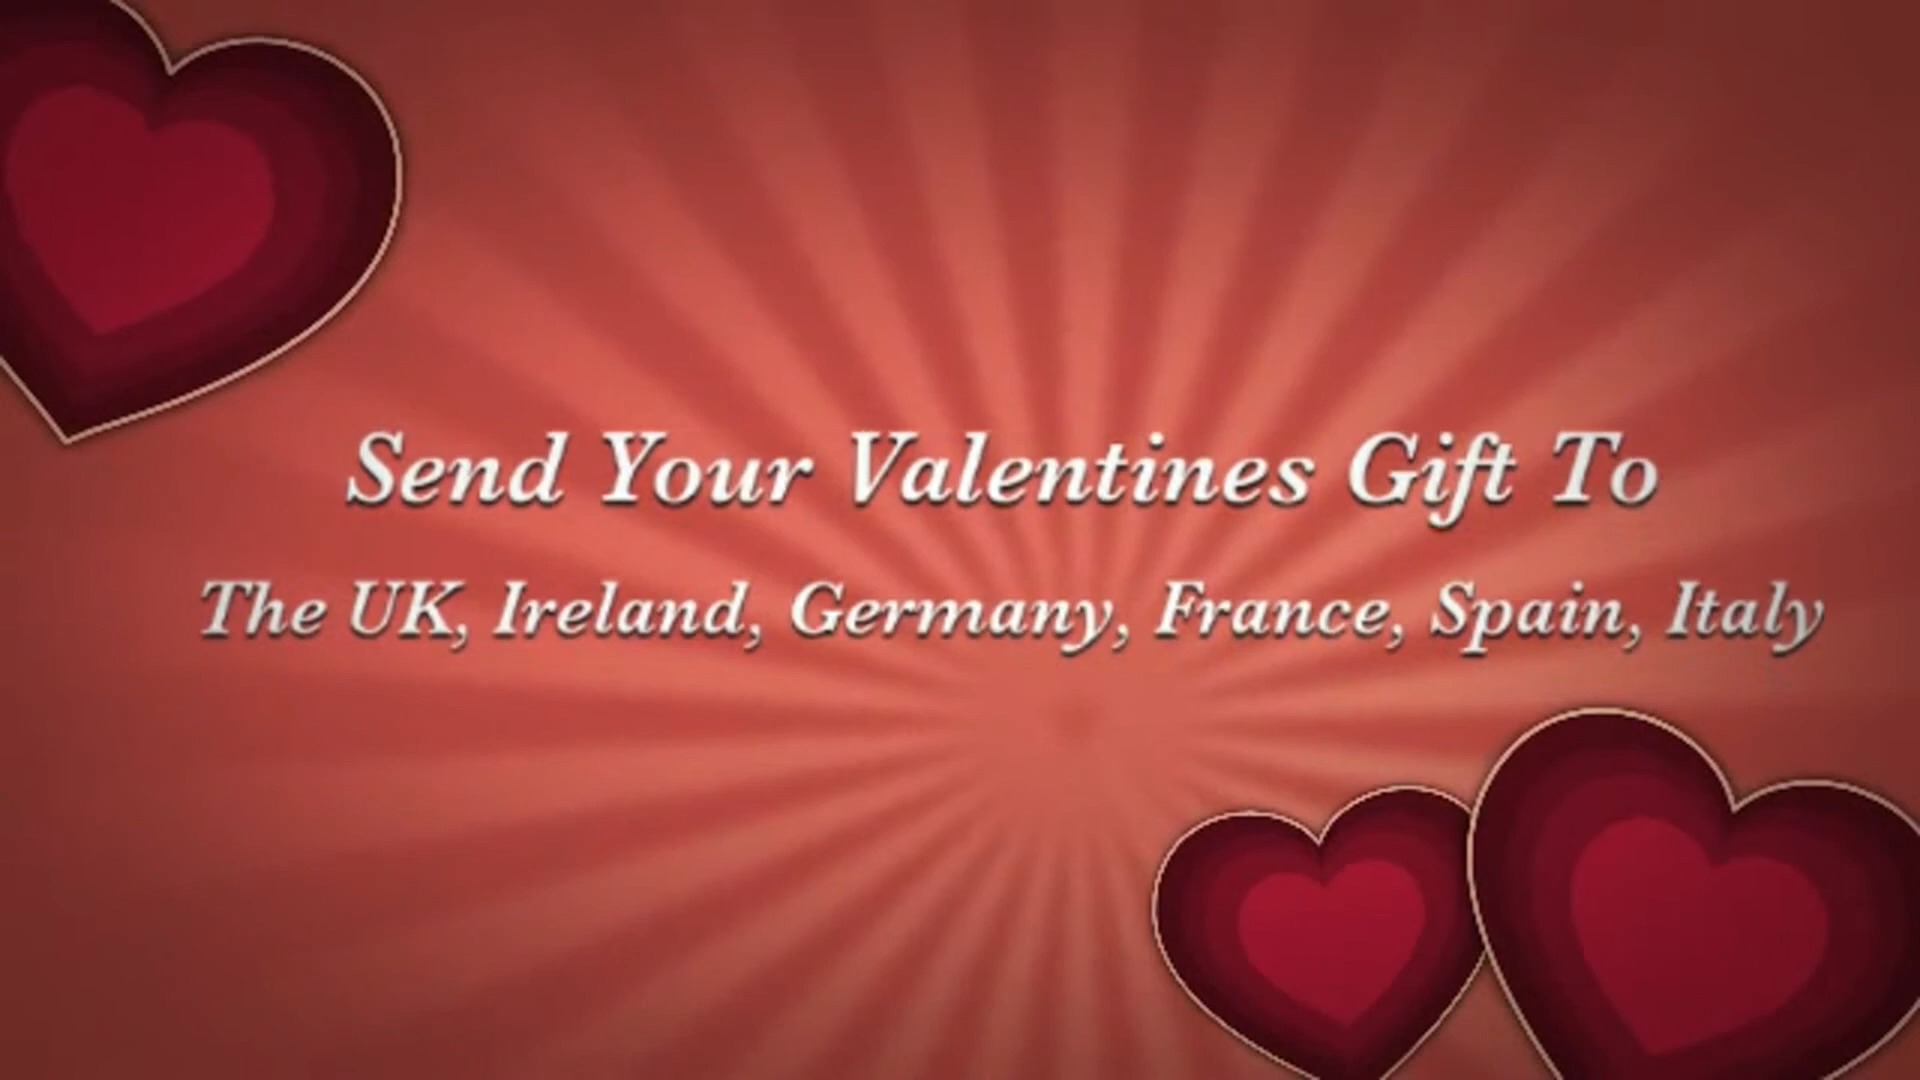 Send Your Valentines Gift To
The UK, Ireland, Germany, France, Spain, Italy